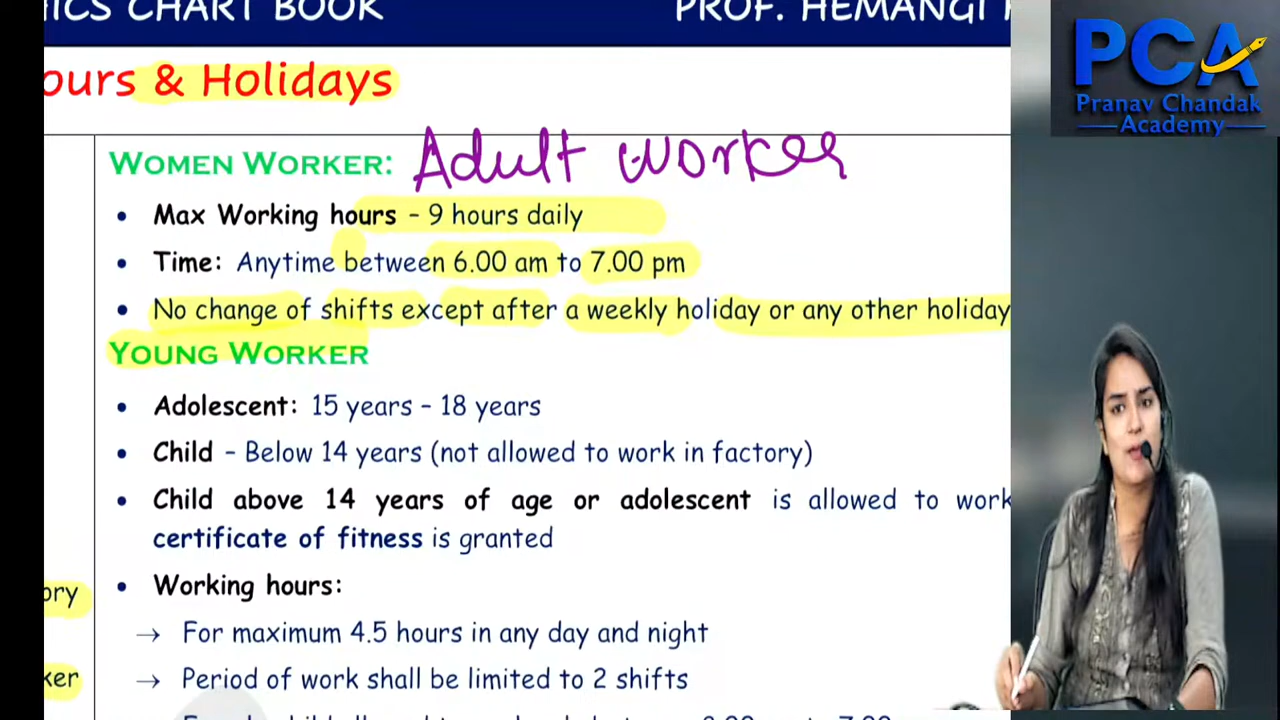 ICS CHART BOOK PROF. HEMANGI
PCA
Pranav Chandak
Academy
ours & Holidays
WOMEN WORKER: Adult worker
• Max Working hours – 9 hours daily
• Time: Anytime between 6.00 am to 7.00 pm
• No change of shifts except after a weekly holiday or any other holiday
YOUNG WORKER
• Adolescent: 15 years – 18 years
• Child – Below 14 years (not allowed to work in factory)
• Child above 14 years of age or adolescent is allowed to work
certificate of fitness is granted
• Working hours:
ory
→ For maximum 4.5 hours in any day and night
ker
→ Period of work shall be limited to 2 shifts